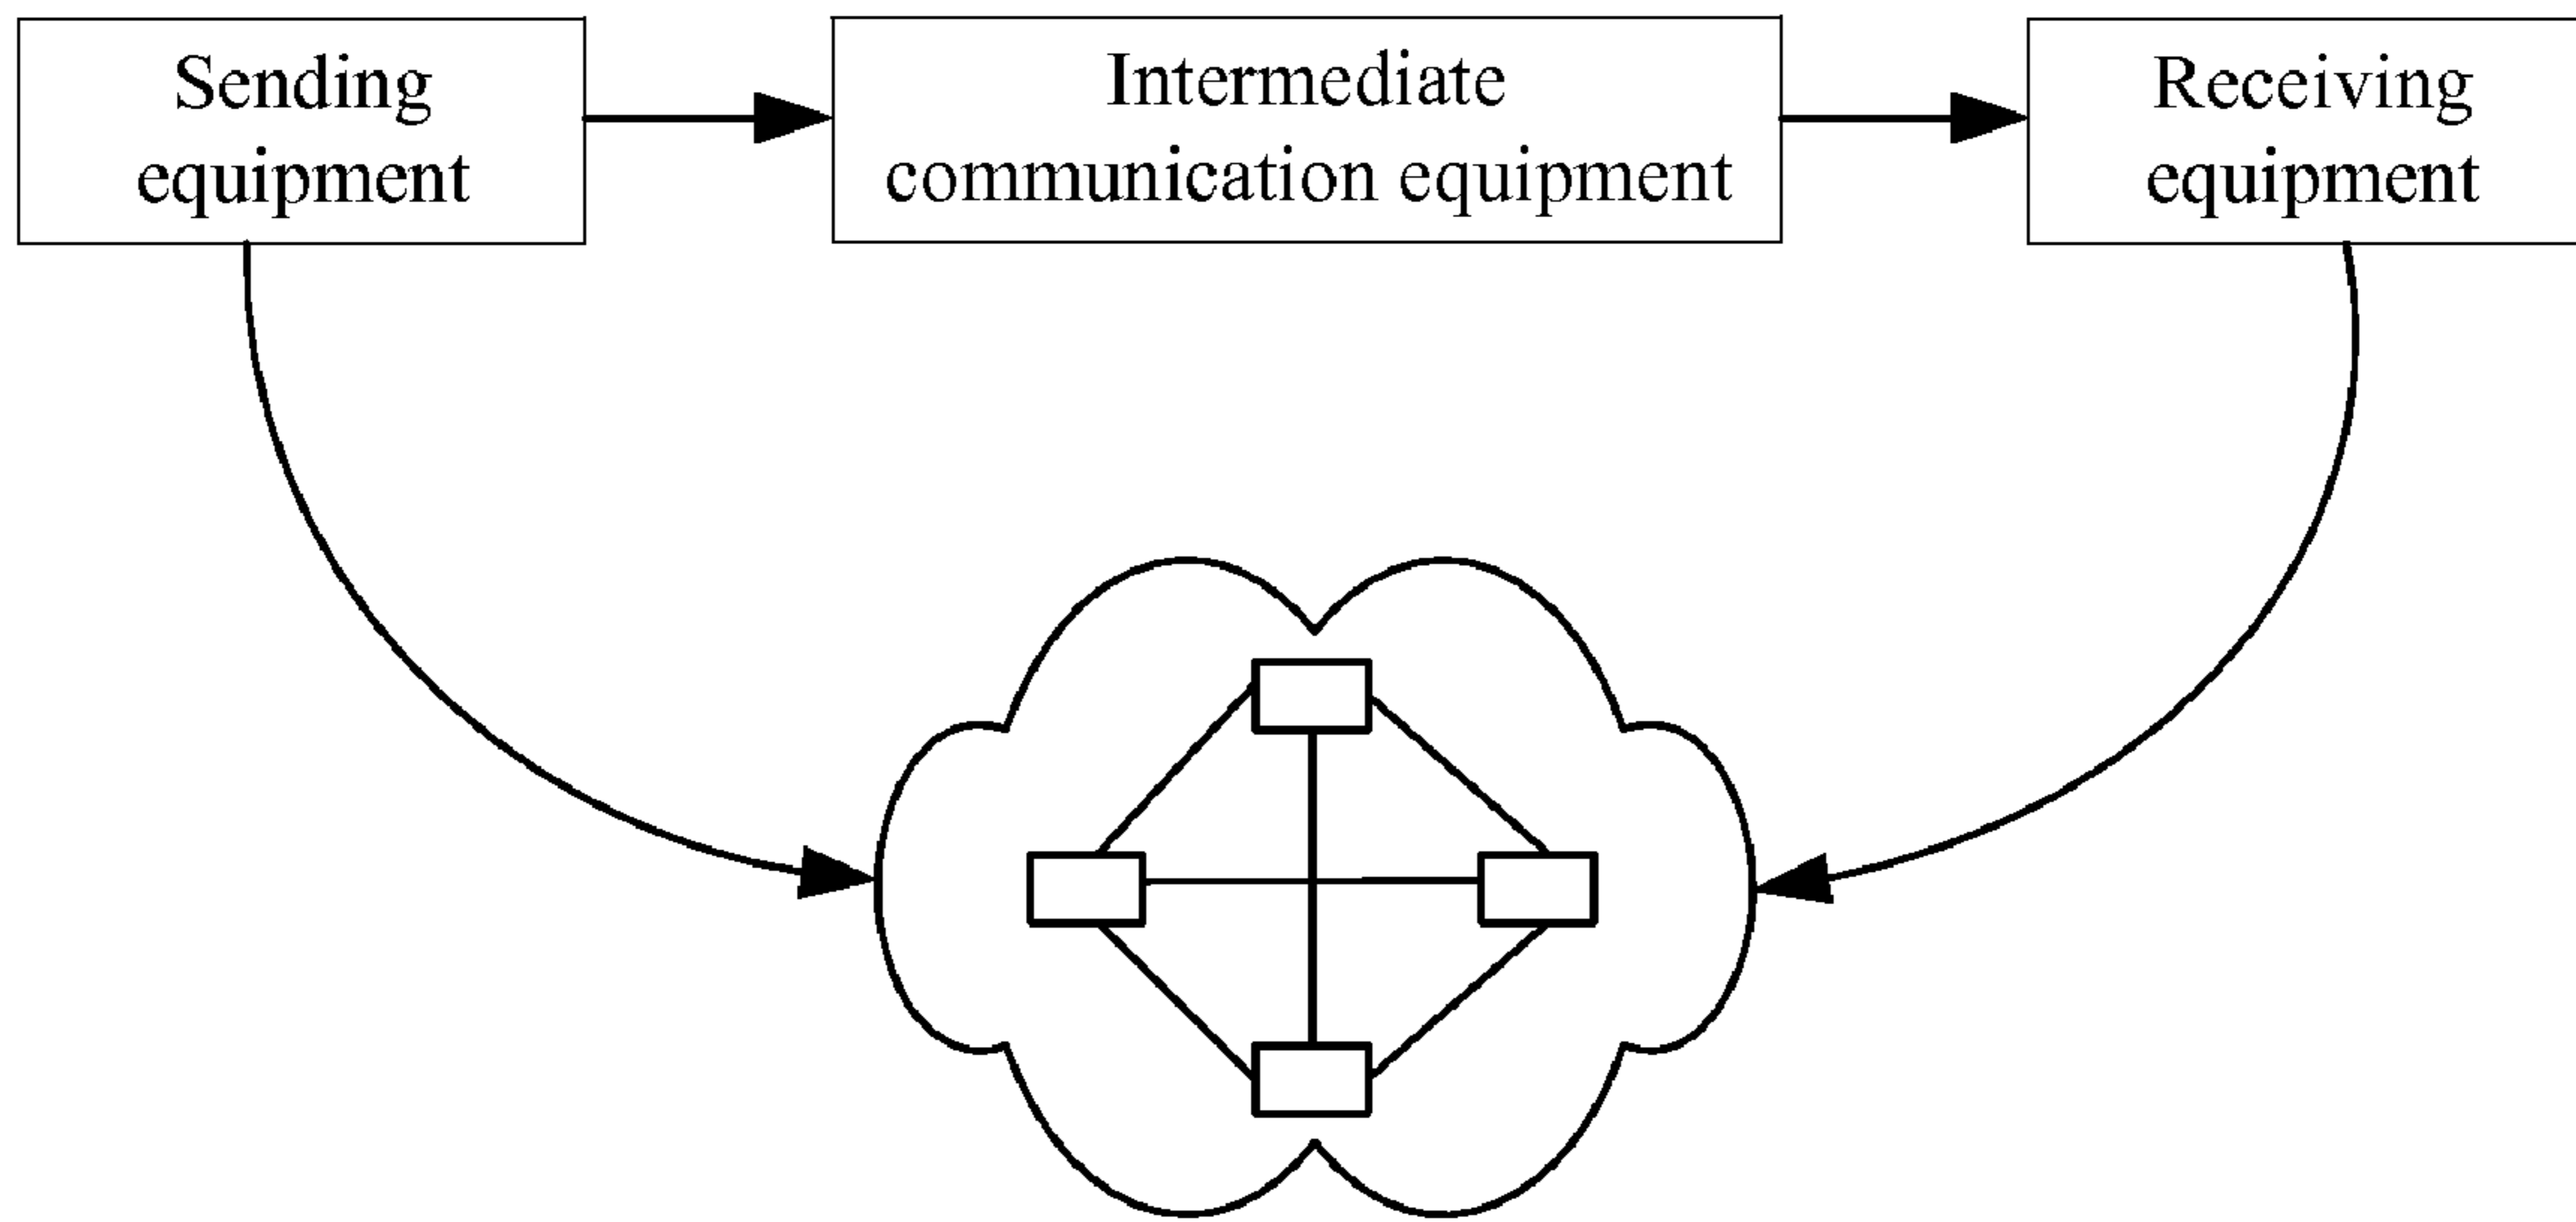 Sending
equipment
Intermediate
communication equipment
Receiving
equipment